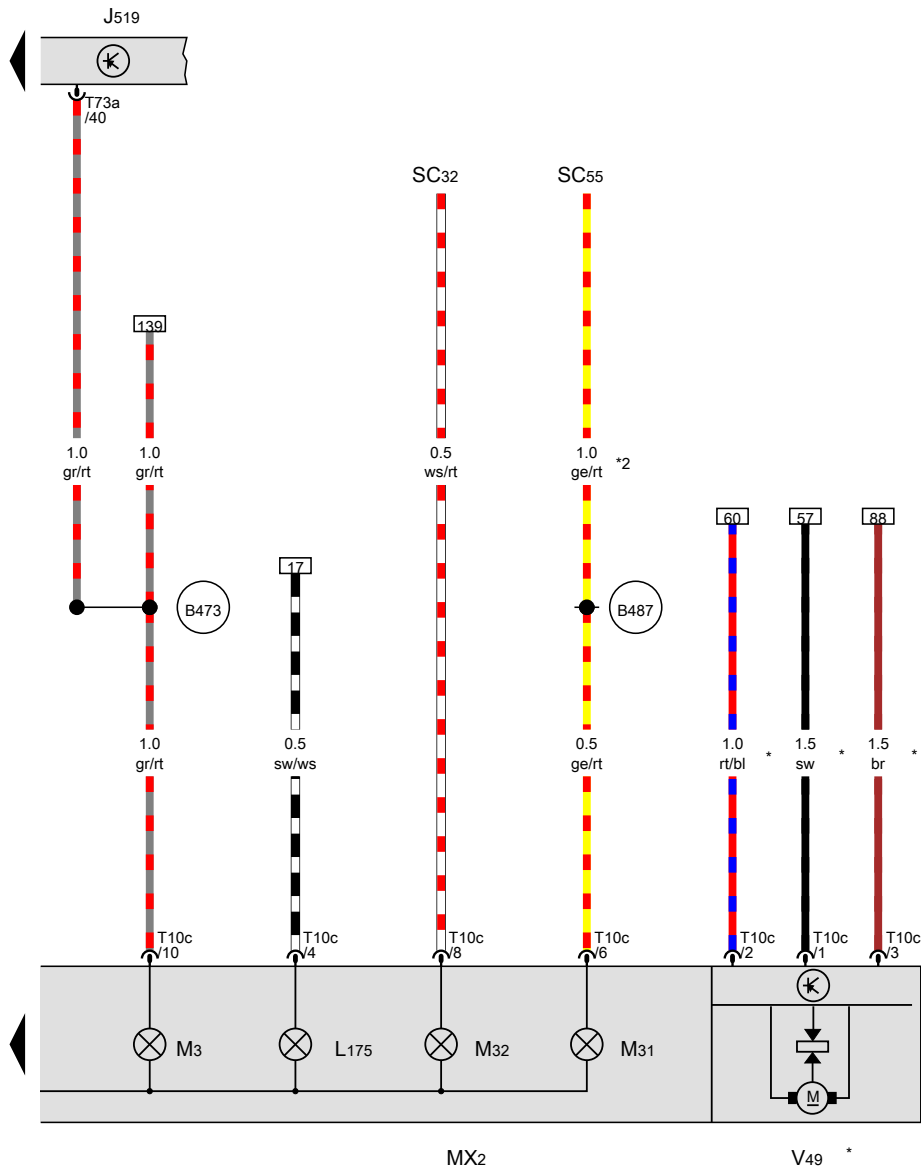 J519
T73a
/40
SC32 SC55
139
1.0 1.0 0.5 1.0
gr/rt gr/rt ws/rt ge/rt *2
60 57 88
17
B473 B487
1.0 0.5 0.5 1.0 1.5 1.5
gr/rt sw/ws ge/rt rt/bl * sw * br *
T10c T10c T10c T10c T10c T10c T10c
/10 /4 /8 /6 /2 /1 /3
M3 L175 M32 M31
M
MX2 V49 *